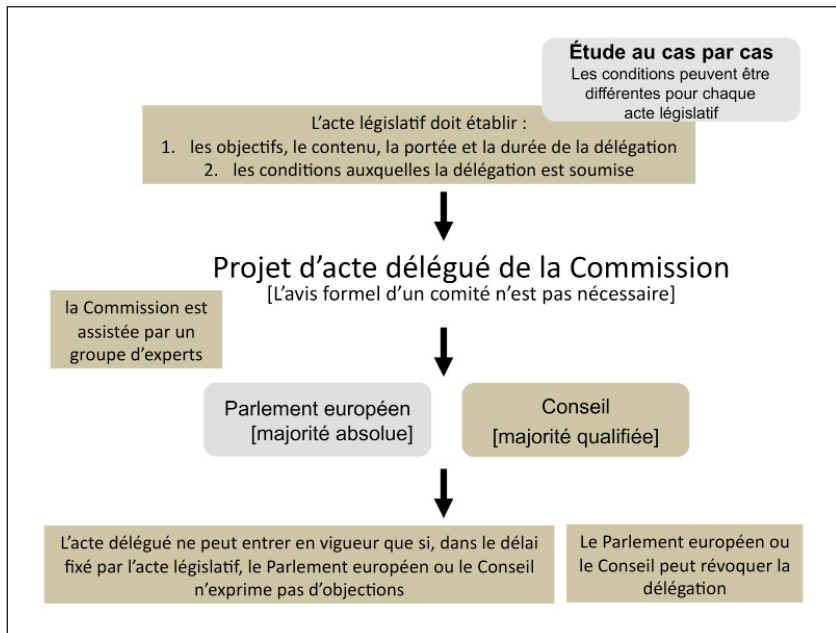 Étude au cas par cas
Les conditions peuvent être
différentes pour chaque
acte législatif
L’acte législatif doit établir :
1. les objectifs, le contenu, la portée et la durée de la délégation
2. les conditions auxquelles la délégation est soumise
Projet d’acte délégué de la Commission
[L’avis formel d’un comité n’est pas nécessaire]
la Commission est
assistée par un
groupe d’experts
Parlement européen
[majorité absolue]
Conseil
[majorité qualifiée]
L’acte délégué ne peut entrer en vigueur que si, dans le délai
fixé par l’acte législatif, le Parlement européen ou le Conseil
n’exprime pas d’objections
Le Parlement européen ou
le Conseil peut révoquer la
délégation